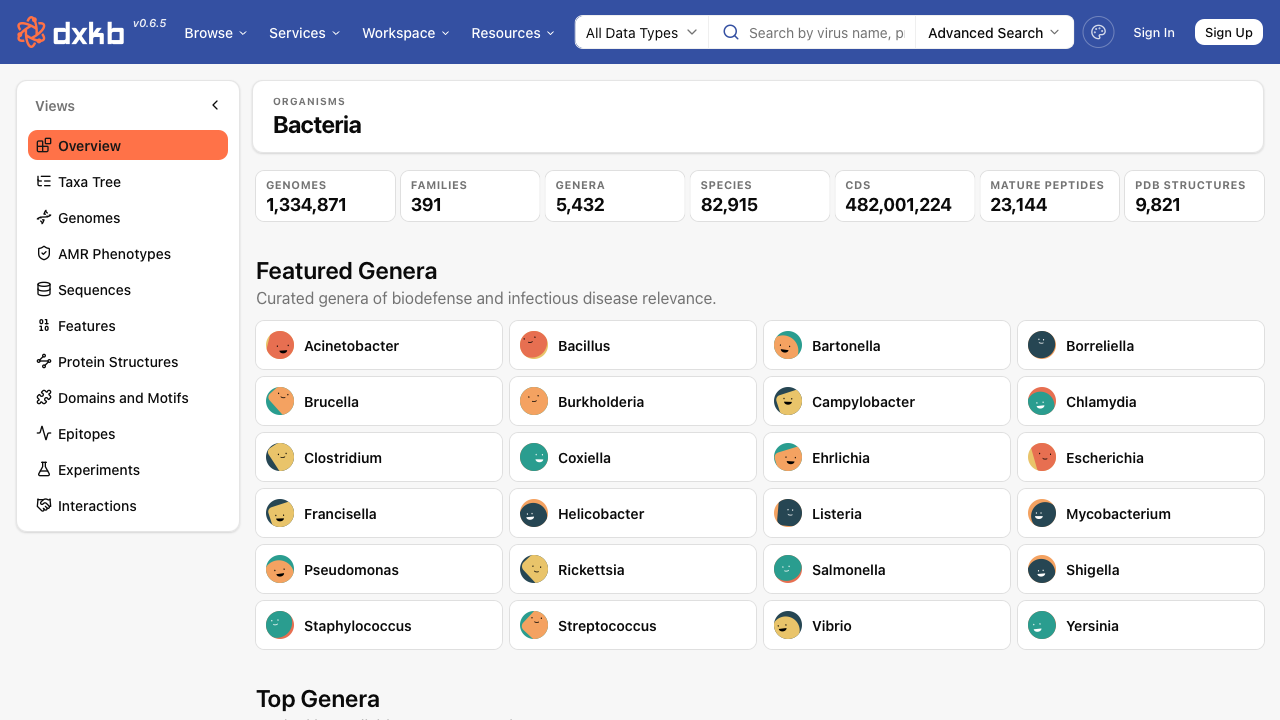 dxkb v0.6.5 Browse Services Workspace Resources All Data Types Search by virus name, p Advanced Search Sign In Sign Up
Views
Overview
Taxa Tree
Genomes
AMR Phenotypes
Sequences
Features
Protein Structures
Domains and Motifs
Epitopes
Experiments
Interactions
ORGANISMS
Bacteria
GENOMES
1,334,871
FAMILIES
391
GENERA
5,432
SPECIES
82,915
CDS
482,001,224
MATURE PEPTIDES
23,144
PDB STRUCTURES
9,821
Featured Genera
Curated genera of biodefense and infectious disease relevance.
Acinetobacter
Bacillus
Bartonella
Borreliella
Brucella
Burkholderia
Campylobacter
Chlamydia
Clostridium
Coxiella
Ehrlichia
Escherichia
Francisella
Helicobacter
Listeria
Mycobacterium
Pseudomonas
Rickettsia
Salmonella
Shigella
Staphylococcus
Streptococcus
Vibrio
Yersinia
Top Genera